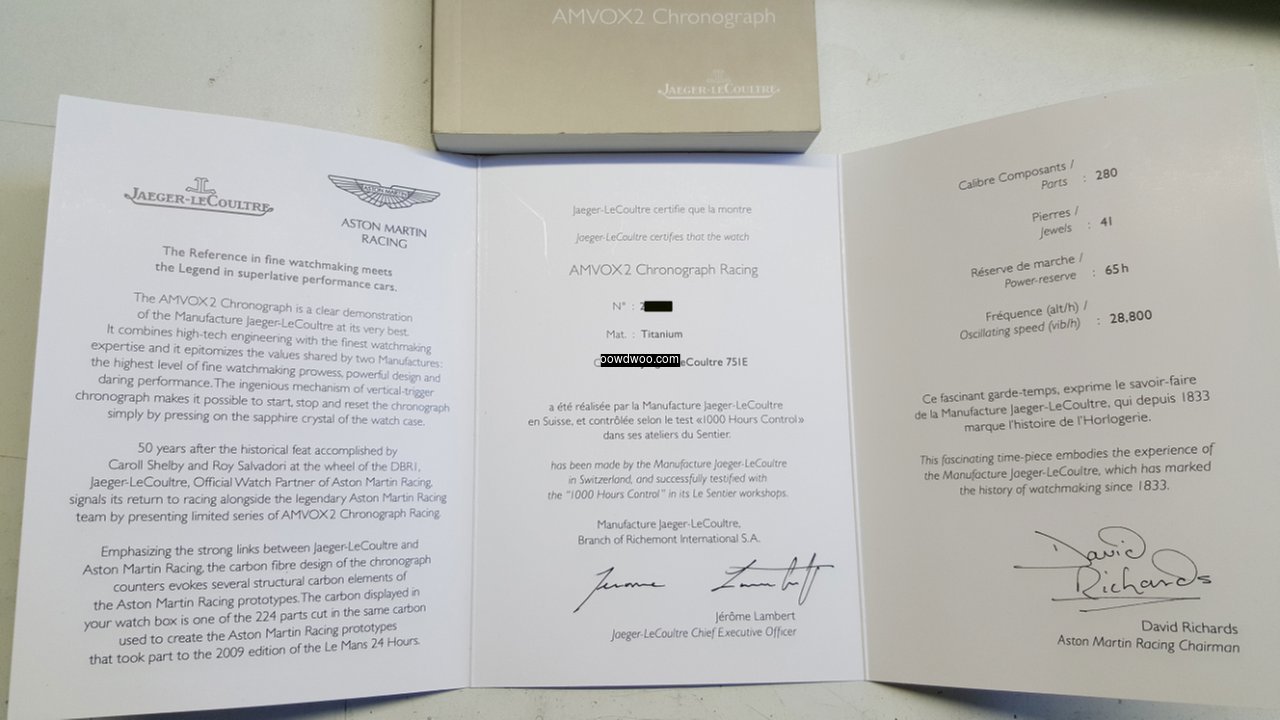 AMVOX2 Chronograph
JAEGER-LECOULTRE
JAEGER-LECOULTRE
ASTON MARTIN
ASTON MARTIN
RACING
The Reference in fine watchmaking meets
the Legend in superlative performance cars.
The AMVOX2 Chronograph is a clear demonstration
of the Manufacture Jaeger-LeCoultre at its very best.
It combines high-tech engineering with the finest watchmaking
expertise and it epitomizes the values shared by two Manufactures:
the highest level of fine watchmaking prowess, powerful design and
daring performance. The ingenious mechanism of vertical-trigger
chronograph makes it possible to start, stop and reset the chronograph
simply by pressing on the sapphire crystal of the watch case.
50 years after the historical feat accomplished by
Caroll Shelby and Roy Salvadori at the wheel of the DBR1,
Jaeger-LeCoultre, Official Watch Partner of Aston Martin Racing,
signals its return to racing alongside the legendary Aston Martin Racing
team by presenting limited series of AMVOX2 Chronograph Racing.
Emphasizing the strong links between Jaeger-LeCoultre and
Aston Martin Racing, the carbon fibre design of the chronograph
counters evokes several structural carbon elements of
the Aston Martin Racing prototypes. The carbon displayed in
your watch box is one of the 224 parts cut in the same carbon
used to create the Aston Martin Racing prototypes
that took part to the 2009 edition of the Le Mans 24 Hours.
Jaeger-LeCoultre certifie que la montre
Jaeger-LeCoultre certifies that the watch
AMVOX2 Chronograph Racing
N° : 2
Mat. : Titanium
powdwoo.com eCoultre 751E
a été réalisée par la Manufacture Jaeger-LeCoultre
en Suisse, et contrôlée selon le test «1000 Hours Control»
dans ses ateliers du Sentier.
has been made by the Manufacture Jaeger-LeCoultre
in Switzerland, and successfully testified with
the "1000 Hours Control" in its Le Sentier workshops.
Manufacture Jaeger-LeCoultre,
Branch of Richemont International S.A.
Jerome Lambert
Jérôme Lambert
Jaeger-LeCoultre Chief Executive Officer
Calibre Composants /
Parts : 280
Pierres /
Jewels : 41
Réserve de marche /
Power-reserve : 65 h
Fréquence (alt/h) /
Oscillating speed (vib/h) : 28,800
Ce fascinant garde-temps, exprime le savoir-faire
de la Manufacture Jaeger-LeCoultre, qui depuis 1833
marque l'histoire de l'Horlogerie.
This fascinating time-piece embodies the experience of
the Manufacture Jaeger-LeCoultre, which has marked
the history of watchmaking since 1833.
David
Richards
David Richards
Aston Martin Racing Chairman